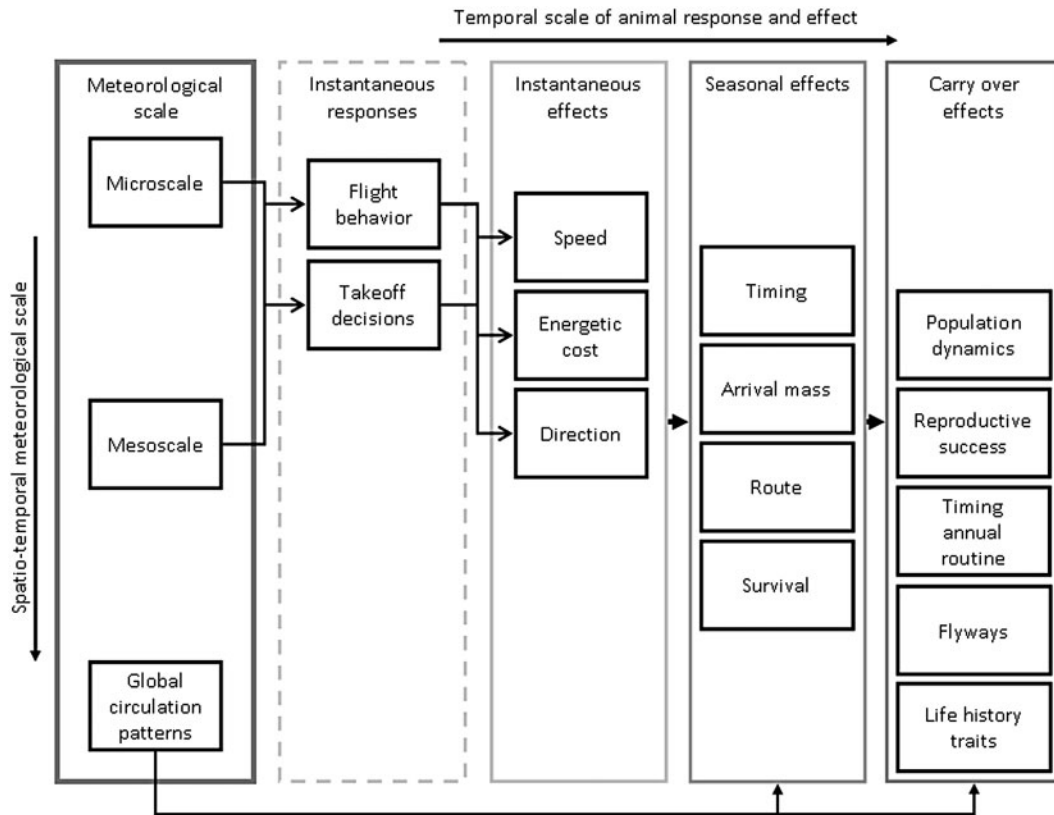 Temporal scale of animal response and effect
Spatio-temporal meteorological scale
Meteorological
scale
Microscale
Mesoscale
Global
circulation
patterns
Instantaneous
responses
Flight
behavior
Takeoff
decisions
Instantaneous
effects
Speed
Energetic
cost
Direction
Seasonal effects
Timing
Arrival mass
Route
Survival
Carry over
effects
Population
dynamics
Reproductive
success
Timing
annual
routine
Flyways
Life history
traits